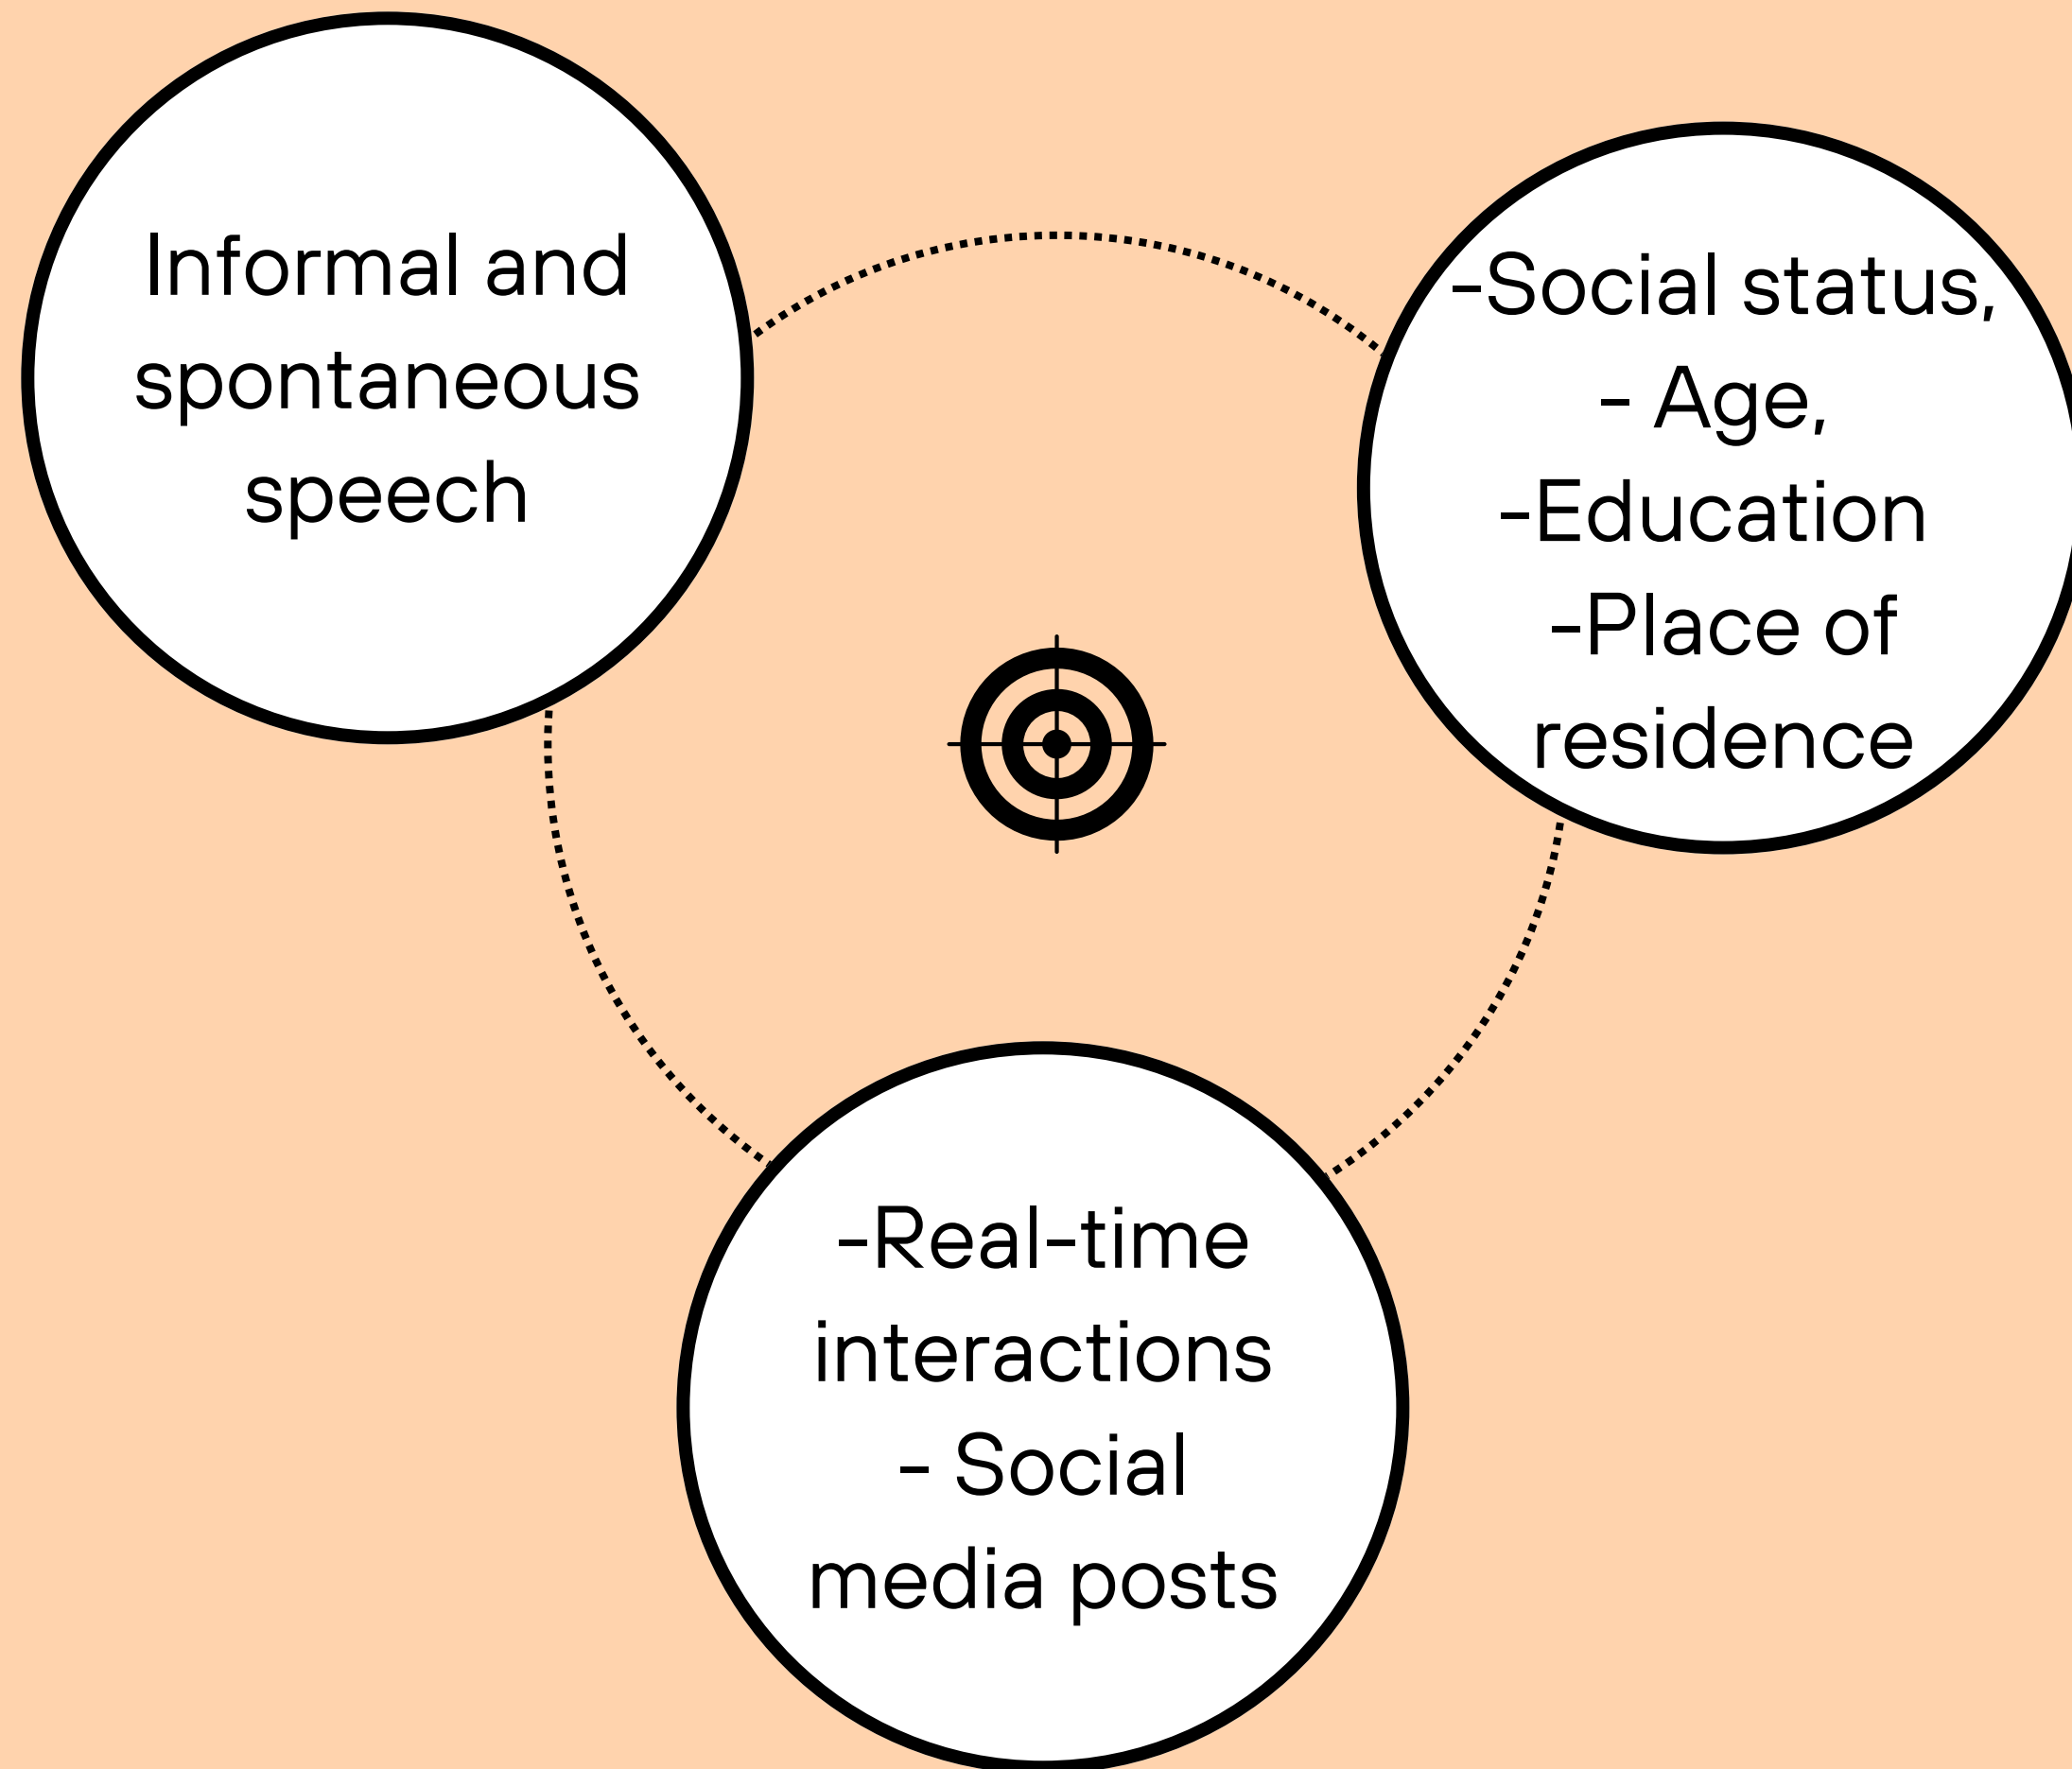 Informal and
spontaneous
speech
-Social status,
- Age,
-Education
-Place of
residence
-Real-time
interactions
- Social
media posts